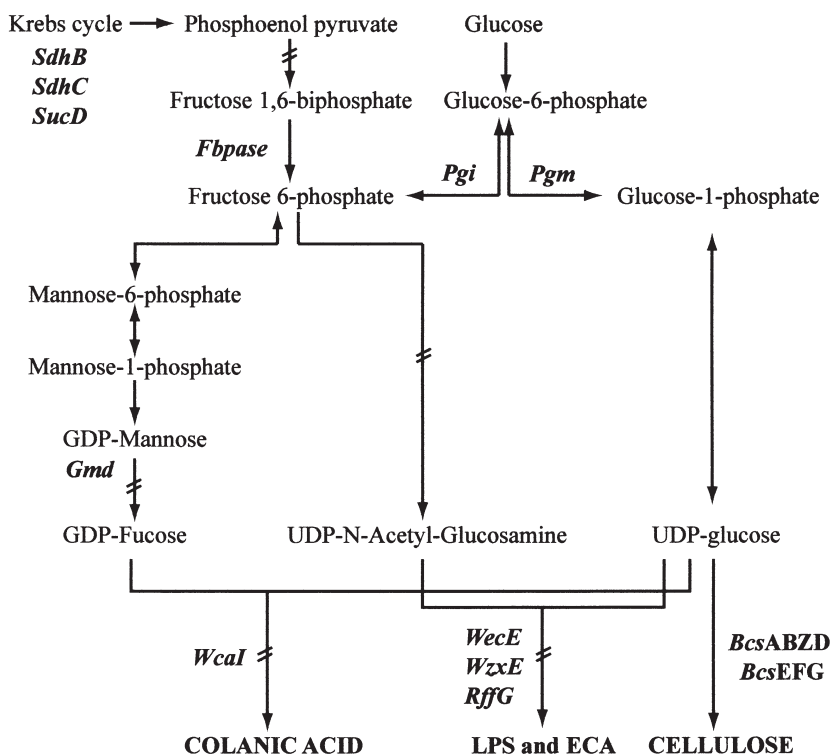 Krebs cycle Phosphoenol pyruvate Glucose
SdhB
SdhC
SucD
Fructose 1,6-biphosphate Glucose-6-phosphate
Fbpase
Pgi Pgm
Fructose 6-phosphate Glucose-1-phosphate
Mannose-6-phosphate
Mannose-1-phosphate
GDP-Mannose
Gmd
GDP-Fucose UDP-N-Acetyl-Glucosamine UDP-glucose
WcaI
WecE
WzxE
RffG
BcsABZD
BcsEFG
COLANIC ACID LPS and ECA CELLULOSE